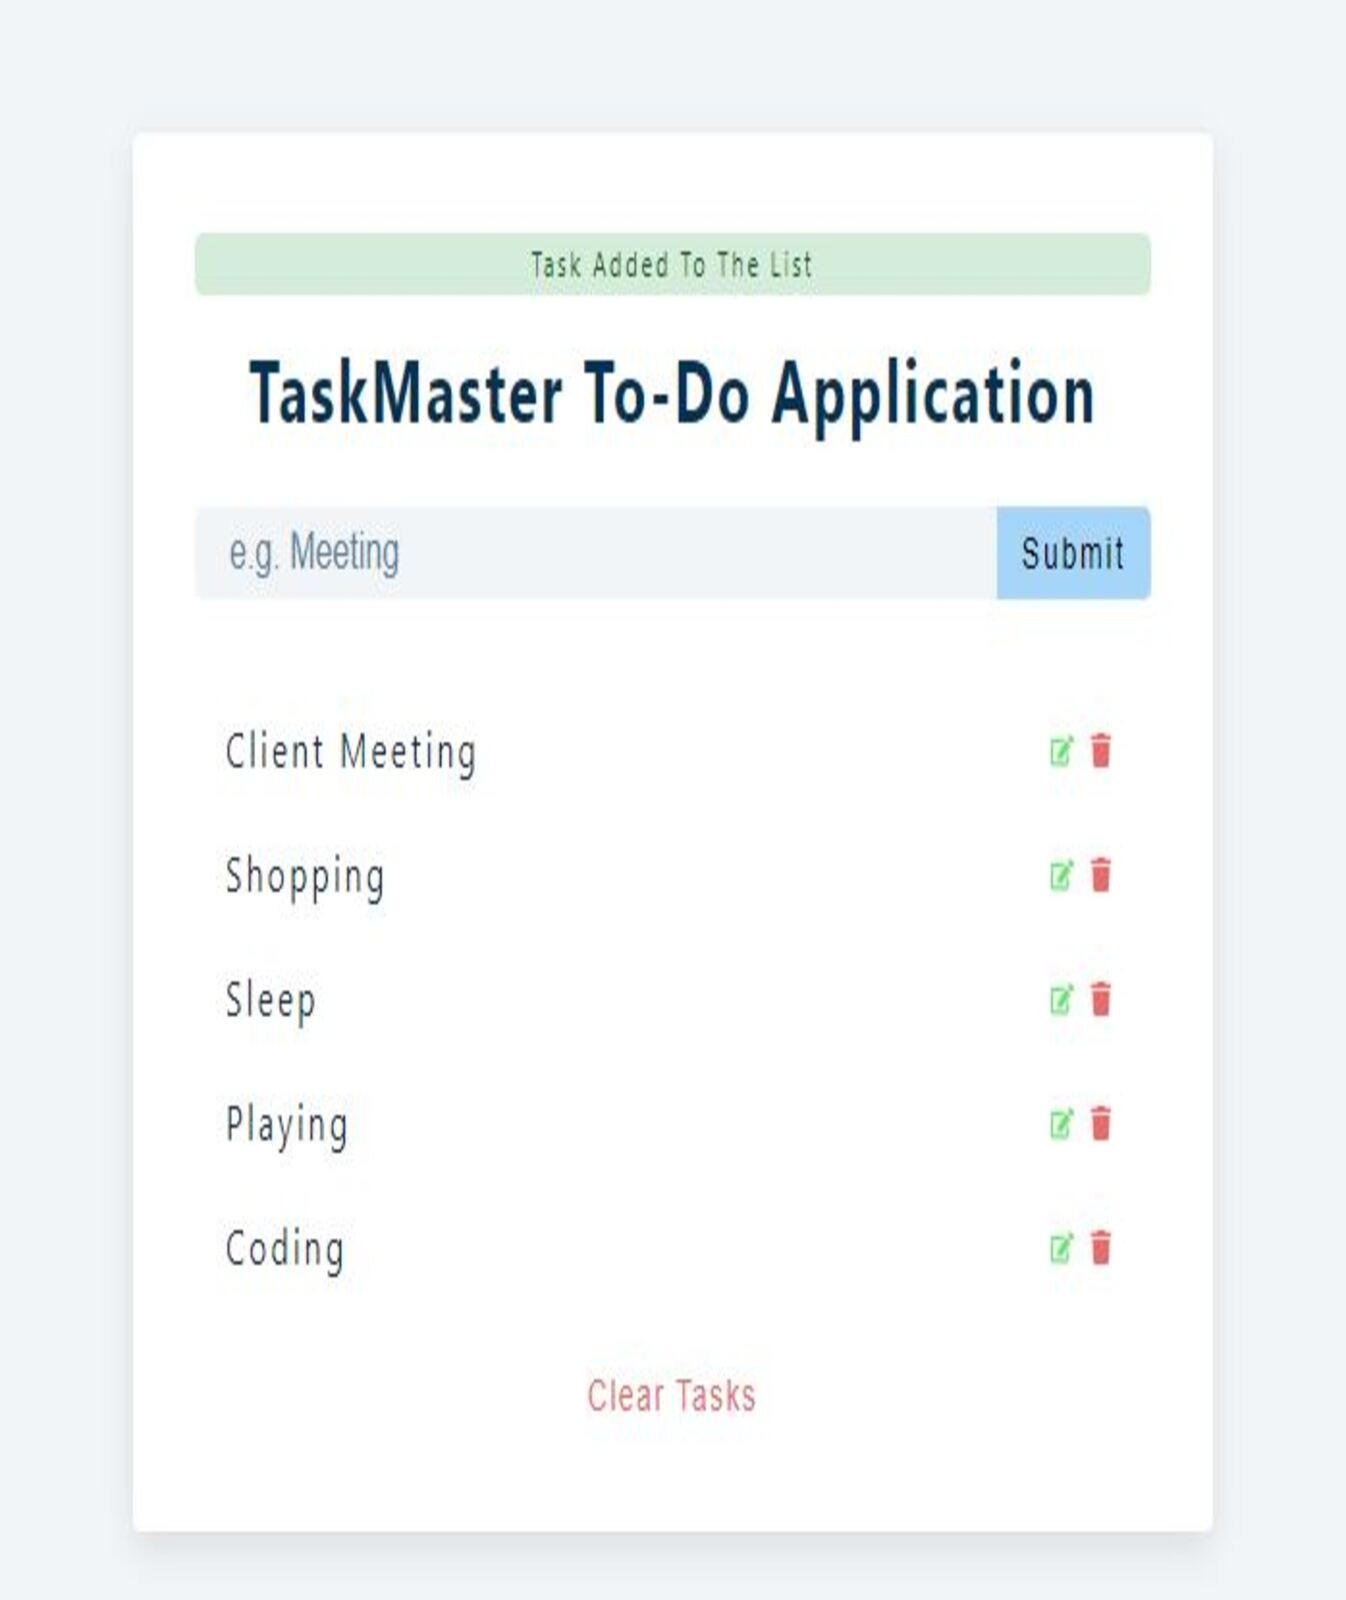 Task Added To The List
TaskMaster To-Do Application
e.g. Meeting
Submit
Client Meeting
Shopping
Sleep
Playing
Coding
Clear Tasks